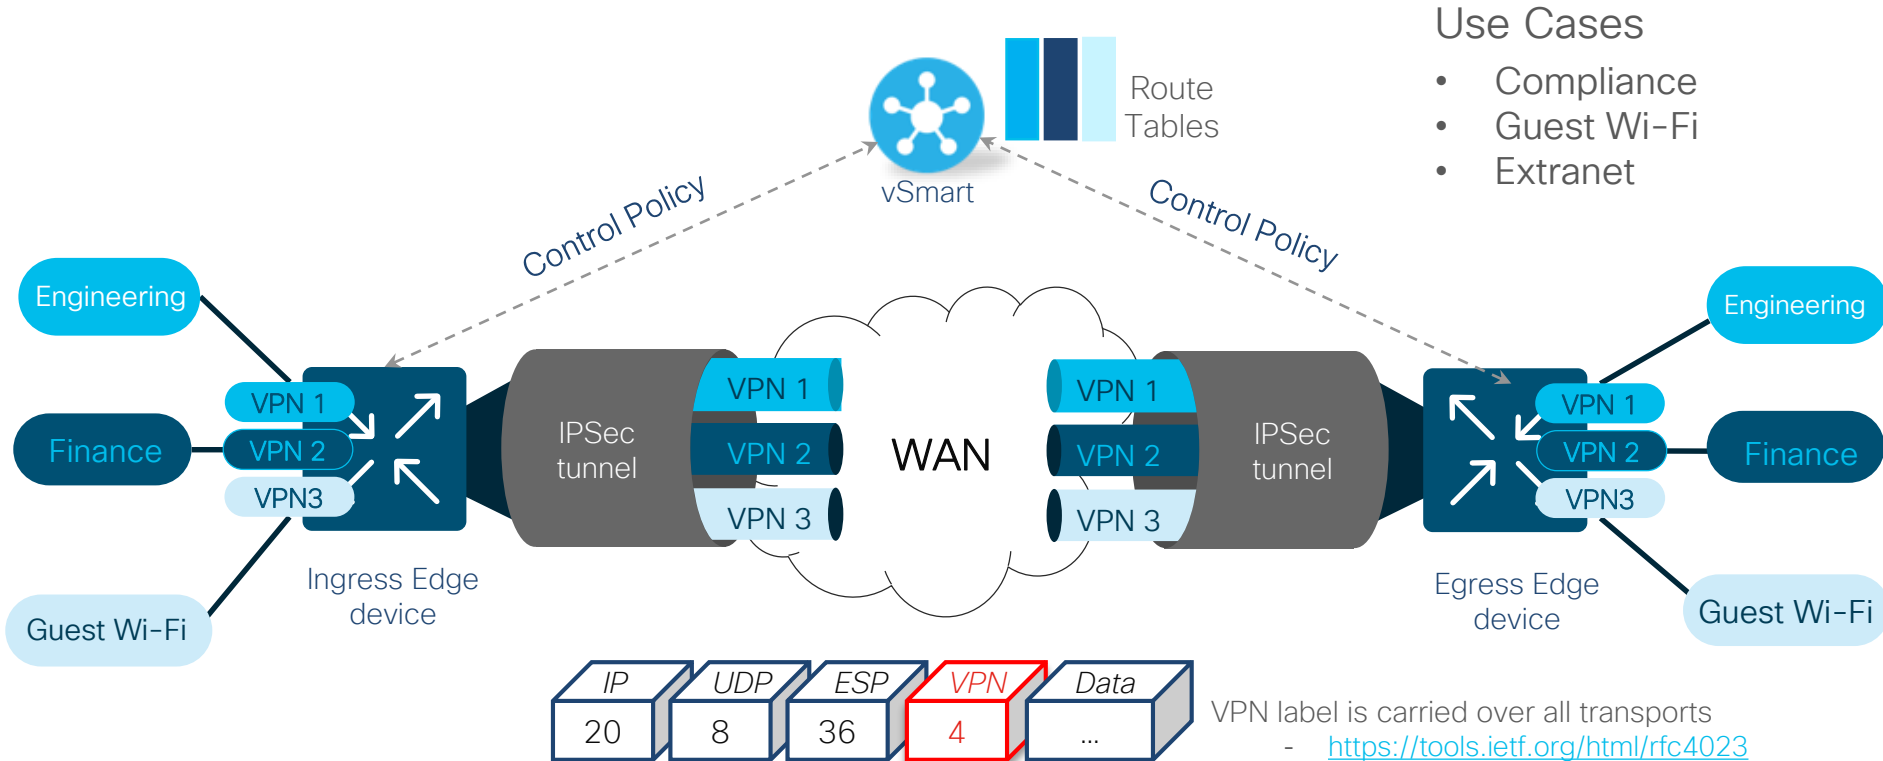 Use Cases
• Compliance
• Guest Wi-Fi
• Extranet
Route
Tables
vSmart
Control Policy
Control Policy
Engineering
Finance
Guest Wi-Fi
VPN 1
VPN 2
VPN3
Ingress Edge
device
IPSec
tunnel
VPN 1
VPN 2
VPN 3
WAN
VPN 1
VPN 2
VPN 3
IPSec
tunnel
VPN 1
VPN 2
VPN3
Egress Edge
device
Engineering
Finance
Guest Wi-Fi
IP UDP ESP VPN Data
20 8 36 4 ...
VPN label is carried over all transports
- https://tools.ietf.org/html/rfc4023